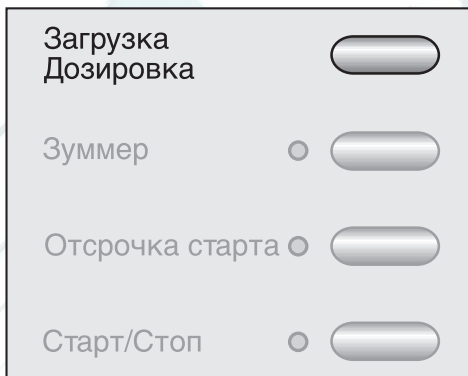 Загрузка
Дозировка
Зуммер
Отсрочка старта
Старт/Стоп